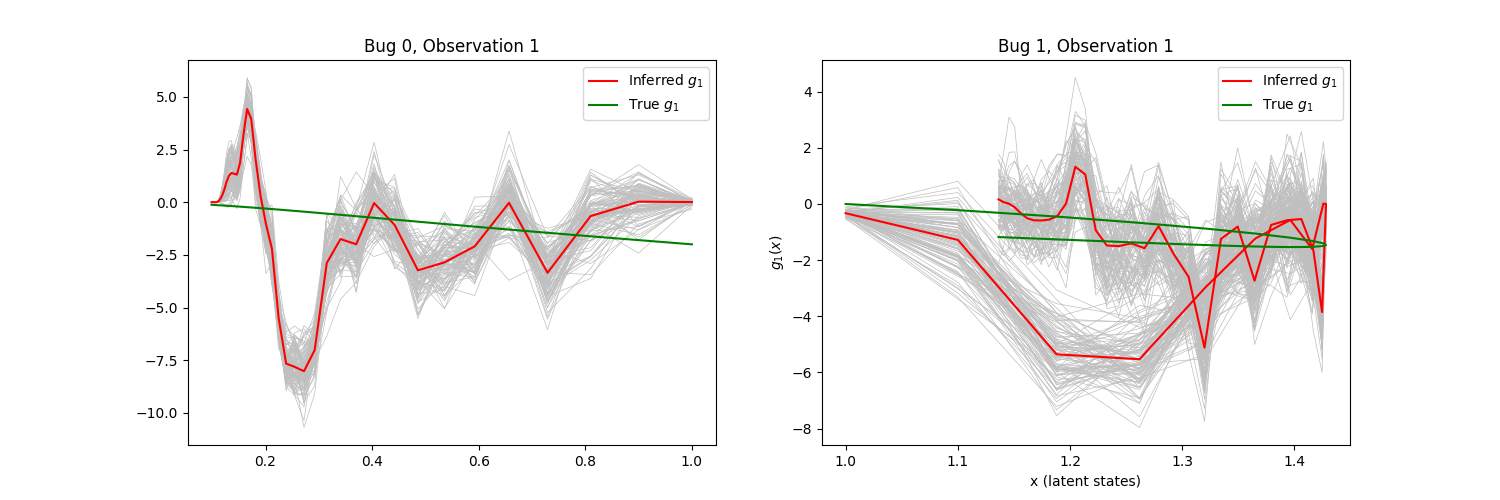 Bug 0, Observation 1
Inferred g₁
True g₁
5.0
2.5
0.0
−2.5
−5.0
−7.5
−10.0
0.2 0.4 0.6 0.8 1.0
Bug 1, Observation 1
Inferred g₁
True g₁
g₁(x)
4
2
0
−2
−4
−6
−8
1.0 1.1 1.2 1.3 1.4
x (latent states)